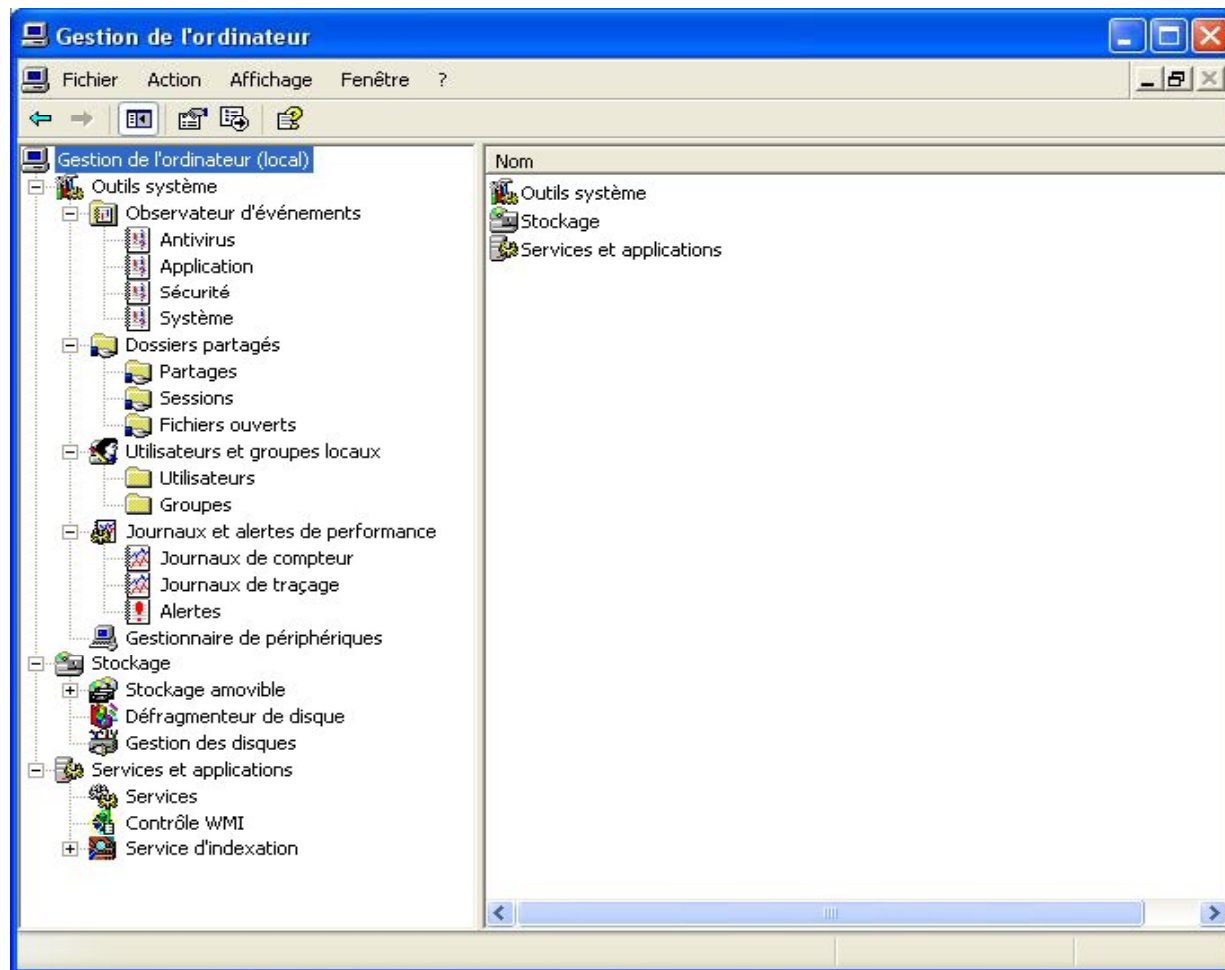 Gestion de l'ordinateur
Fichier Action Affichage Fenêtre ?
Gestion de l'ordinateur (local)
Outils système
Observateur d'événements
Antivirus
Application
Sécurité
Système
Dossiers partagés
Partages
Sessions
Fichiers ouverts
Utilisateurs et groupes locaux
Utilisateurs
Groupes
Journaux et alertes de performance
Journaux de compteur
Journaux de traçage
Alertes
Gestionnaire de périphériques
Stockage
Stockage amovible
Défragmenteur de disque
Gestion des disques
Services et applications
Services
Contrôle WMI
Service d'indexation
Nom
Outils système
Stockage
Services et applications